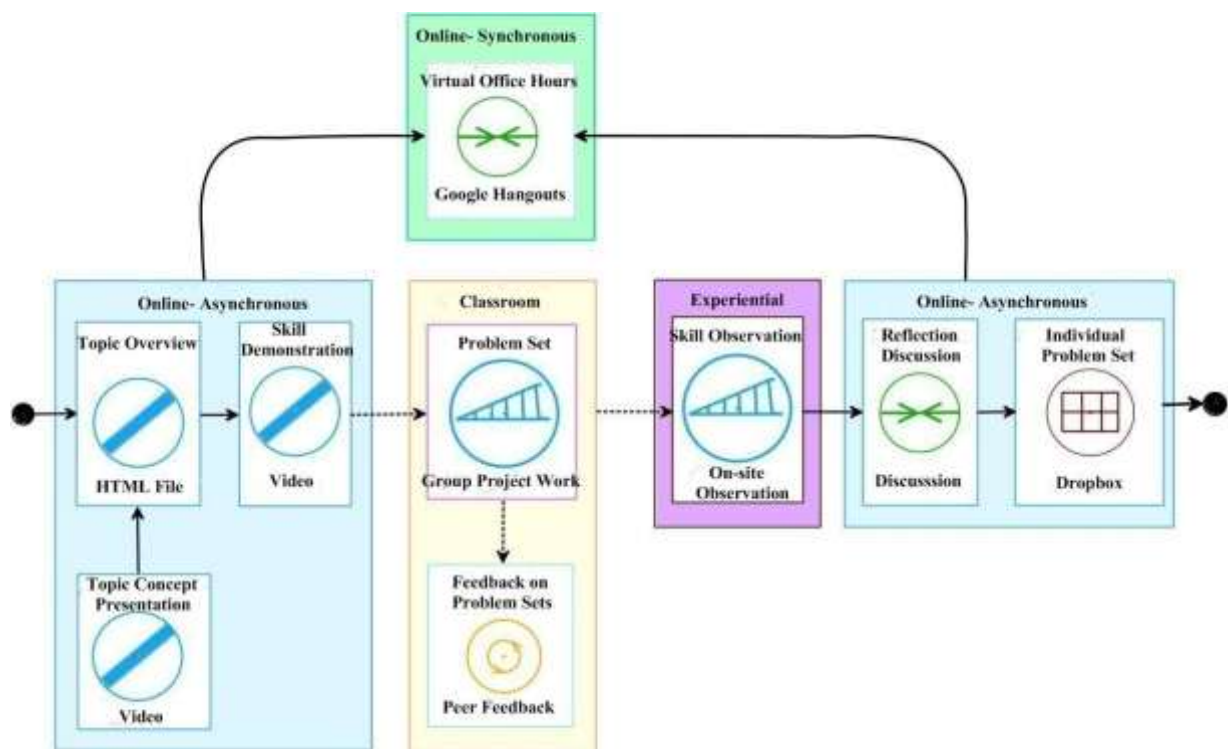 Online- Synchronous
Virtual Office Hours
Google Hangouts
Online- Asynchronous
Topic Overview
HTML File
Skill
Demonstration
Video
Topic Concept
Presentation
Video
Classroom
Problem Set
Group Project Work
Feedback on
Problem Sets
Peer Feedback
Experiential
Skill Observation
On-site
Observation
Online- Asynchronous
Reflection
Discussion
Discusssion
Individual
Problem Set
Dropbox